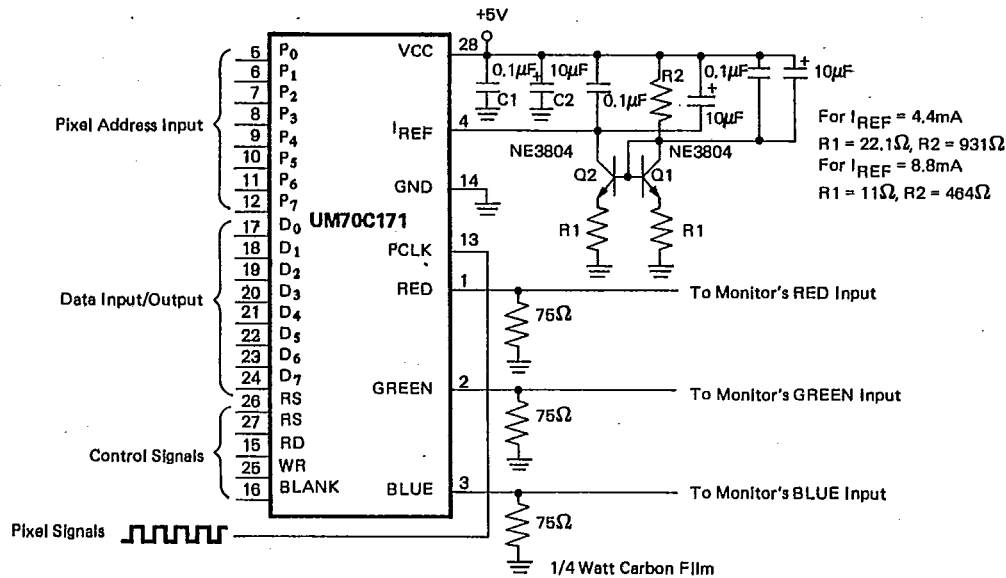 +5V
5 P0 VCC 28
6 P1
7 P2
8 P3
9 P4
10 P5
11 P6
12 P7
Pixel Address Input
0.1μF
C1
+
10μF
C2
0.1μF
R2
+
10μF
0.1μF
+
10μF
IREF 4
NE3804
NE3804
For IREF = 4.4mA
R1 = 22.1Ω, R2 = 931Ω
For IREF = 8.8mA
R1 = 11Ω, R2 = 464Ω
Q2
Q1
R1
R1
GND 14
UM70C171
PCLK 13
17 D0
18 D1
19 D2
20 D3
21 D4
22 D5
23 D6
24 D7
Data Input/Output
RED 1
75Ω
To Monitor's RED Input
GREEN 2
75Ω
To Monitor's GREEN Input
26 RS
27 RS
15 RD
25 WR
16 BLANK
Control Signals
BLUE 3
75Ω
To Monitor's BLUE Input
Pixel Signals
1/4 Watt Carbon Film